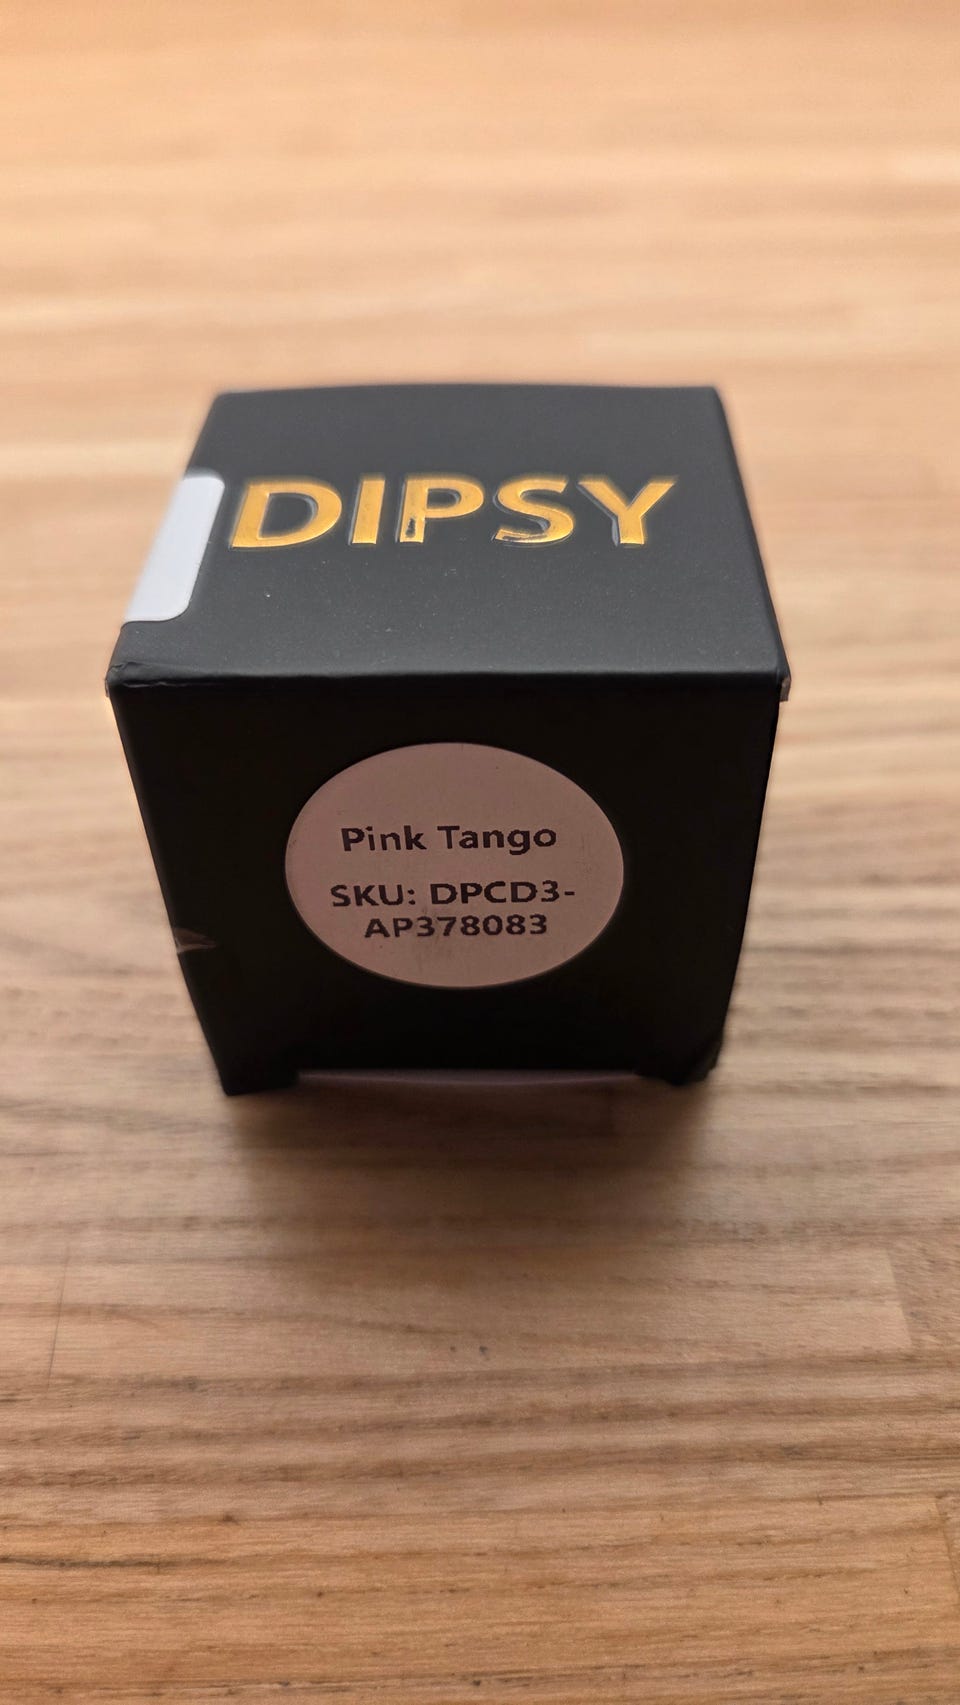 DIPSY
Pink Tango
SKU: DPCD3-
AP378083